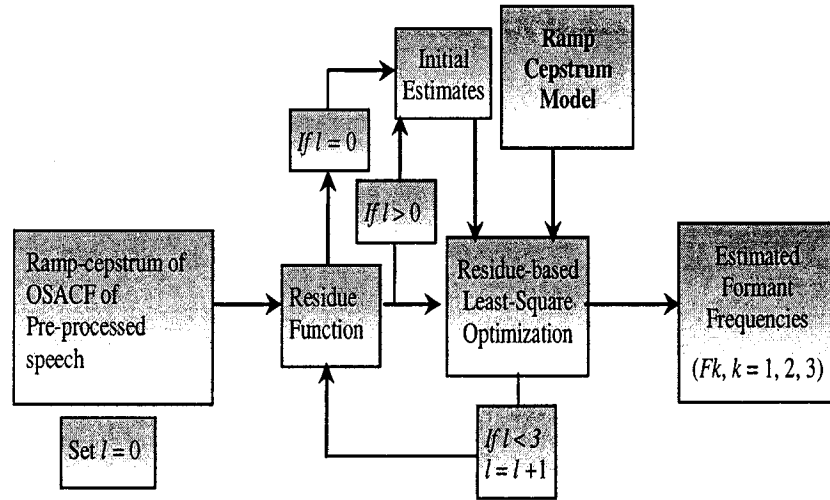 Initial
Estimates
Ramp
Cepstrum
Model
If l = 0
If l > 0
Ramp-cepstrum of
OSACF of
Pre-processed
speech
Residue
Function
Residue-based
Least-Square
Optimization
Estimated
Formant
Frequencies
(Fk, k = 1, 2, 3)
Set l = 0
If l < 3
l = l +1